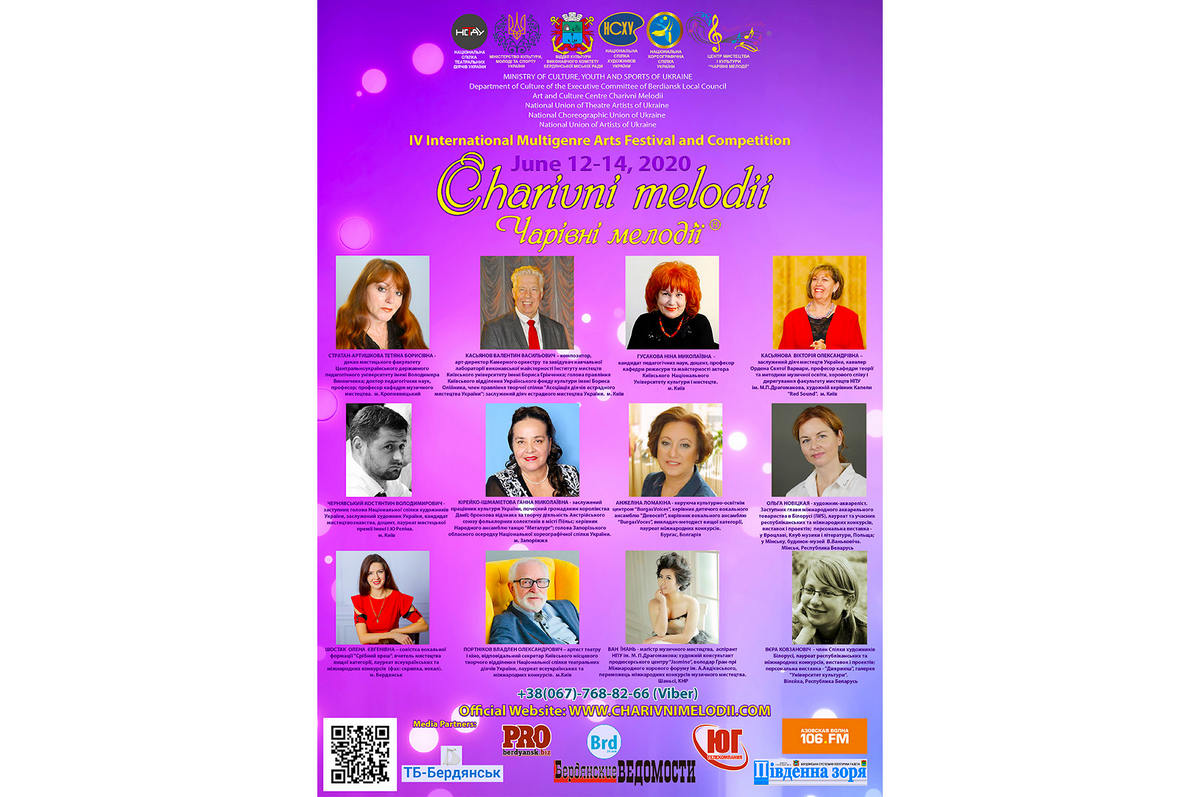 НСТДУ
НАЦІОНАЛЬНА
СПІЛКА
ТЕАТРАЛЬНИХ
ДІЯЧІВ УКРАЇНИ
МІНІСТЕРСТВО КУЛЬТУРИ,
МОЛОДІ ТА СПОРТУ
УКРАЇНИ
ВІДДІЛ КУЛЬТУРИ
ВИКОНАВЧОГО КОМІТЕТУ
БЕРДЯНСЬКОЇ МІСЬКОЇ РАДИ
НСХУ
НАЦІОНАЛЬНА
СПІЛКА
ХУДОЖНИКІВ
УКРАЇНИ
НАЦІОНАЛЬНА
ХОРЕОГРАФІЧНА
СПІЛКА
УКРАЇНИ
ЦЕНТР МИСТЕЦТВА
І КУЛЬТУРИ
"ЧАРІВНІ МЕЛОДІЇ"
MINISTRY OF CULTURE, YOUTH AND SPORTS OF UKRAINE
Department of Culture of the Executive Committee of Berdiansk Local Council
Art and Culture Centre Charivni Melodii
National Union of Theatre Artists of Ukraine
National Choreographic Union of Ukraine
National Union of Artists of Ukraine
IV International Multigenre Arts Festival and Competition
June 12-14, 2020
Charivni melodii
Чарівні мелодії ®
СТРАТАН-АРТИШКОВА ТЕТЯНА БОРИСІВНА -
декан мистецького факультету
Центральноукраїнського державного
педагогічного університету імені Володимира
Винниченка; доктор педагогічних наук,
професор; професор кафедри музичного
мистецтва. м. Кропивницький
КАСЬЯНОВ ВАЛЕНТИН ВАСИЛЬОВИЧ – композитор,
арт-директор Камерного оркестру та завідувач навчальної
лабораторії виконавської майстерності Інституту мистецтв
Київського університету імені Бориса Грінченка; голова правління
Київського відділення Українського фонду культури імені Бориса
Олійника, член правління творчої спілки "Асоціація діячів естрадного
мистецтва України"; заслужений діяч естрадного мистецтва України. м. Київ
ГУСАКОВА НІНА МИКОЛАЇВНА –
кандидат педагогічних наук, доцент, професор
кафедри режисури та майстерності актора
Київського Національного
Університету культури і мистецтв.
м. Київ
КАСЬЯНОВА ВІКТОРІЯ ОЛЕКСАНДРІВНА –
заслужений діяч мистецтв України, кавалер
Ордена Святої Варвари, професор кафедри теорії
та методики музичної освіти, хорового співу і
диригування факультету мистецтв НПУ
ім. М.П.Драгоманова, художній керівник Капели
"Red Sound". м. Київ
ЧЕРНЯВСЬКИЙ КОСТЯНТИН ВОЛОДИМИРОВИЧ -
заступник голова Національної спілки художників
України, заслужений художник України, кандидат
мистецтвознавства, доцент, лауреат мистецької
премії імені І.Ю Рєпіна.
м. Київ
КІРЕЙКО-ІШМАМЕТОВА ГАННА МИКОЛАЇВНА - заслужений
працівник культури України, почесний громадянин королівства
Данії; бронзова відзнака за творчу діяльність Австрійського
союзу фольклорних колективів в місті Пельц; керівник
Народного ансамблю танцю "Металург"; голова Запорізького
обласного осередку Національної хореографічної спілки України.
м. Запоріжжя
АНЖЕЛІНА ЛОМАКІНА - керуюча культурно-освітнім
центром "BurgasVoices", керівник дитячого вокального
ансамблю "Девойчі", керівник вокального ансамблю
"BurgasVoices", викладач-методист вищої категорії,
лауреат міжнародних конкурсів.
Бургас, Болгарія
ОЛЬГА НОВІЦКАЯ - художник-аквареліст.
Заступник глави міжнародного акварельного
товариства в Білорусі (IWS), лауреат та учасник
республіканських та міжнародних конкурсів,
виставок і проектів; персональна виставка -
у Вроцлаві, Клуб музики і літератури, Польща;
у Мінську, будинок-музей В.Ваньковіча.
Мінськ, Республіка Беларусь
ШОСТАК ОЛЕНА ЄВГЕНІЇВНА – солістка вокальної
формації "Срібний арош", вчитель мистецтва
вищої категорії, лауреат всеукраїнських та
міжнародних конкурсів (фах: скрипка, вокал).
м. Бердянськ
ПОРТНІКОВ ВЛАДЛЕН ОЛЕКСАНДРОВИЧ – артист театру
і кіно, відповідальний секретар Київського місцевого
творчого відділення Національної спілки театральних
діячів України, лауреат всеукраїнських та
міжнародних конкурсів. м.Київ
ВАН ЇНАНЬ - магістр музичного мистецтва, аспірант
НПУ ім. М. П.Драгоманова; художній консультант
продюсерського центру "Jasmine", володар Гран-прі
Міжнародного хорового форуму ім. А.Авдієвського,
переможець міжнародних конкурсів музичного мистецтва.
Шаньсі, КНР
ВЄРА КОВЗАНОВІЧ – член Спілки художників
Білорусі, лауреат республіканських та
міжнародних конкурсів, виставок і проектів;
персональна виставка -
"Університет культури".
Вілєйка, Республіка Беларусь
+38(067)-768-82-66 (Viber)
Official Website: WWW.CHARIVNIMELODII.COM
Media Partners:
ТБ-Бердянськ
PRO
berdyansk.biz
Brd
Бердянские ВЕДОМОСТИ
ЮГ
ТЕЛЕКОМПАНИЯ
АЗОВСКАЯ ВОЛНА
106.FM
Південна зоря